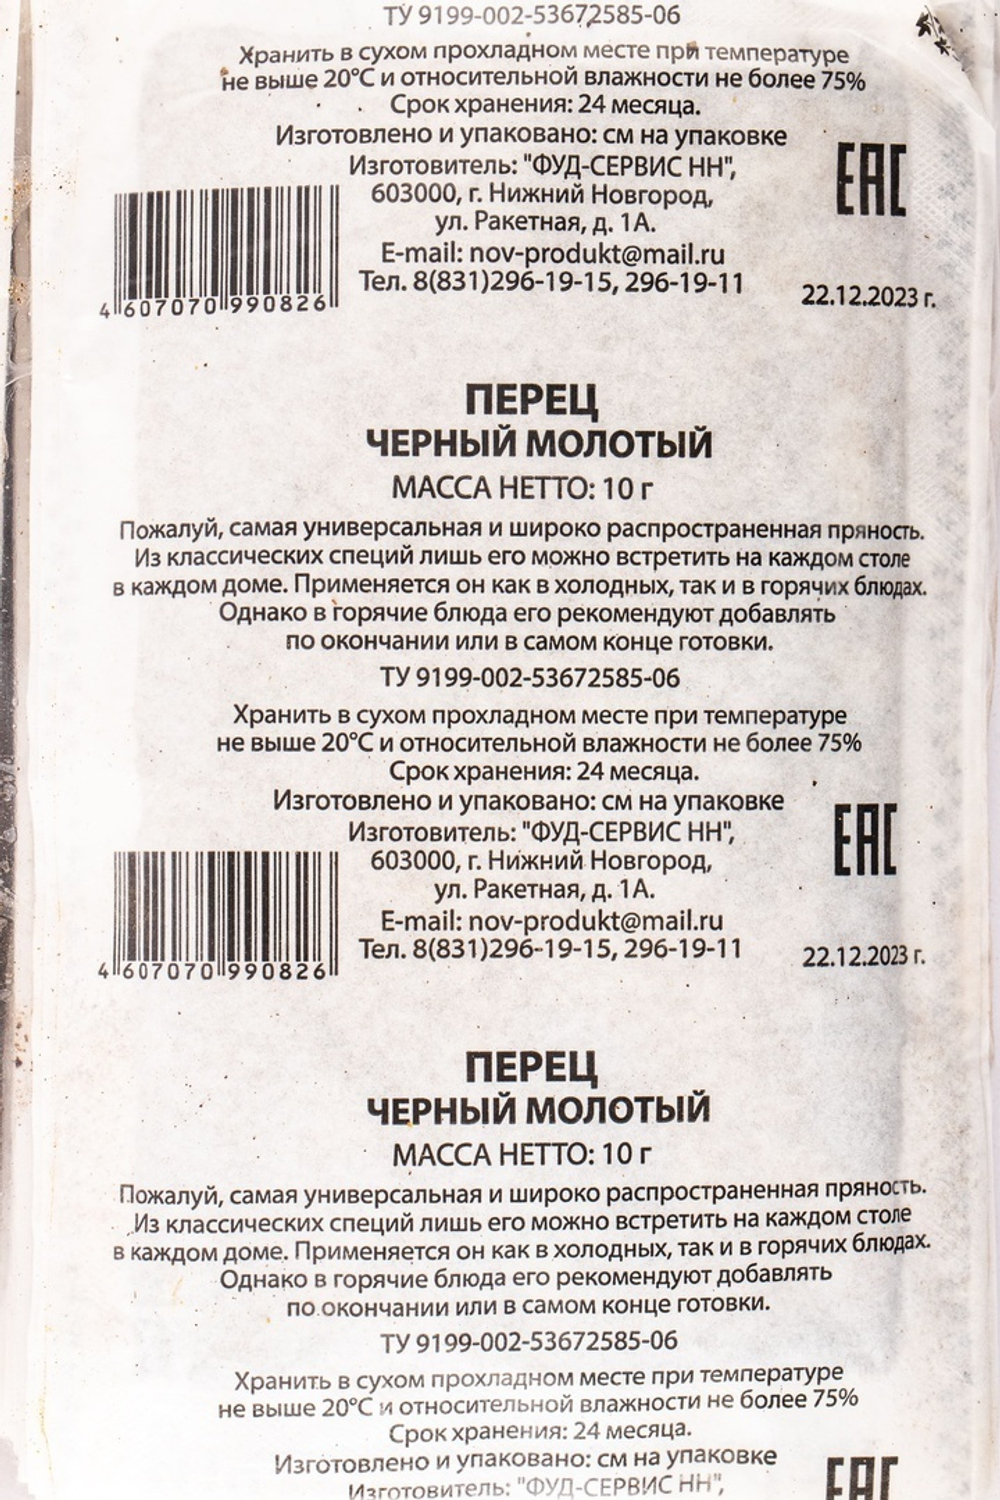 ТУ 9199-002-53672585-06
Хранить в сухом прохладном месте при температуре
не выше 20°С и относительной влажности не более 75%
Срок хранения: 24 месяца.
Изготовлено и упаковано: см на упаковке
Изготовитель: "ФУД-СЕРВИС НН",
603000, г. Нижний Новгород,
ул. Ракетная, д. 1А.
E-mail: nov-produkt@mail.ru
Тел. 8(831)296-19-15, 296-19-11
EAC
4 607070 990826
22.12.2023 г.
ПЕРЕЦ
ЧЕРНЫЙ МОЛОТЫЙ
МАССА НЕТТО: 10 г
Пожалуй, самая универсальная и широко распространенная пряность.
Из классических специй лишь его можно встретить на каждом столе
в каждом доме. Применяется он как в холодных, так и в горячих блюдах.
Однако в горячие блюда его рекомендуют добавлять
по окончании или в самом конце готовки.
ТУ 9199-002-53672585-06
Хранить в сухом прохладном месте при температуре
не выше 20°С и относительной влажности не более 75%
Срок хранения: 24 месяца.
Изготовлено и упаковано: см на упаковке
Изготовитель: "ФУД-СЕРВИС НН",
603000, г. Нижний Новгород,
ул. Ракетная, д. 1А.
E-mail: nov-produkt@mail.ru
Тел. 8(831)296-19-15, 296-19-11
EAC
4 607070 990826
22.12.2023 г.
ПЕРЕЦ
ЧЕРНЫЙ МОЛОТЫЙ
МАССА НЕТТО: 10 г
Пожалуй, самая универсальная и широко распространенная пряность.
Из классических специй лишь его можно встретить на каждом столе
в каждом доме. Применяется он как в холодных, так и в горячих блюдах.
Однако в горячие блюда его рекомендуют добавлять
по окончании или в самом конце готовки.
ТУ 9199-002-53672585-06
Хранить в сухом прохладном месте при температуре
не выше 20°С и относительной влажности не более 75%
Срок хранения: 24 месяца.
Изготовлено и упаковано: см на упаковке
Изготовитель: "ФУД-СЕРВИС НН",
EAC